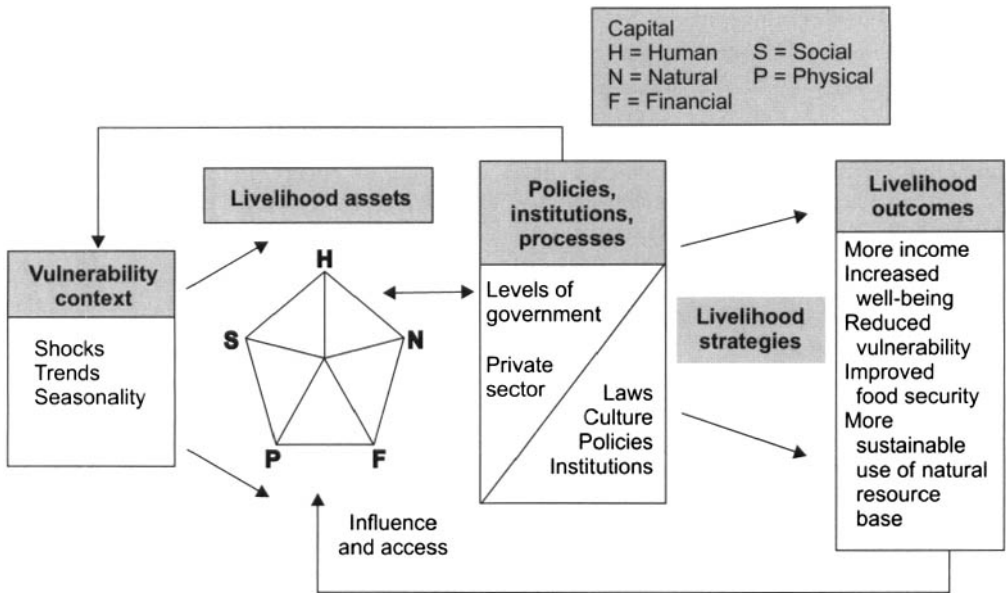 Capital
H = Human S = Social
N = Natural P = Physical
F = Financial
Livelihood assets
Policies,
institutions,
processes
Livelihood
outcomes
Vulnerability
context
Shocks
Trends
Seasonality
H
S
N
P
F
Influence
and access
Levels of
government
Private
sector
Laws
Culture
Policies
Institutions
Livelihood
strategies
More income
Increased
well-being
Reduced
vulnerability
Improved
food security
More
sustainable
use of natural
resource
base